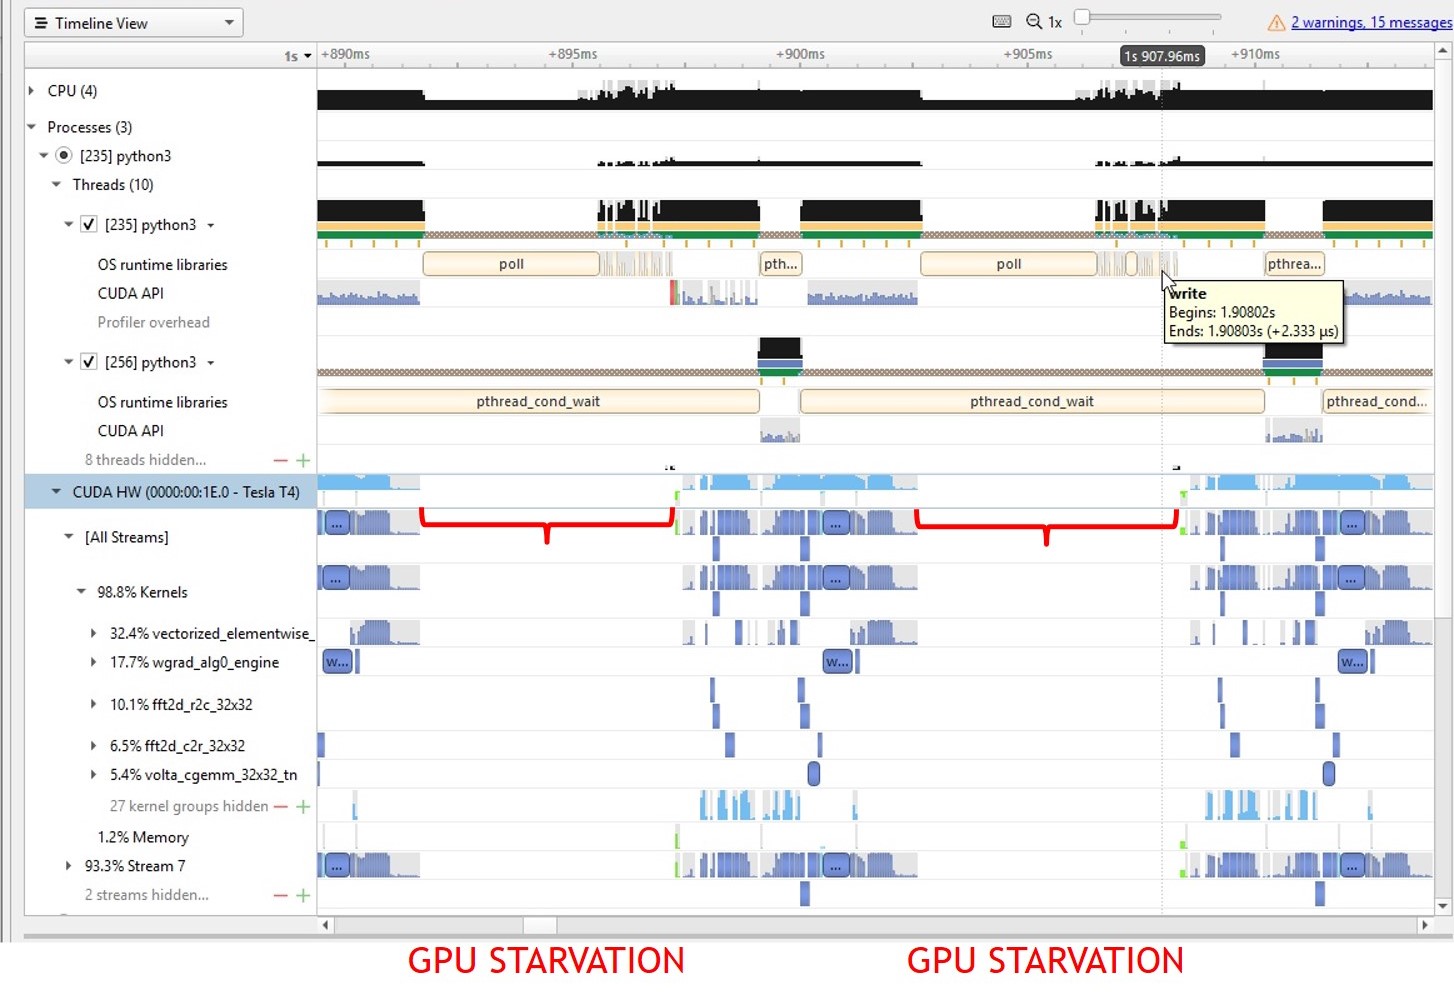 Timeline View
1x
2 warnings, 15 messages
1s
+890ms
+895ms
+900ms
+905ms
1s 907.96ms
+910ms
CPU (4)
Processes (3)
[235] python3
Threads (10)
[235] python3
OS runtime libraries
poll
pth...
poll
pthrea...
CUDA API
write
Begins: 1.90802s
Ends: 1.90803s (+2.333 µs)
Profiler overhead
[256] python3
OS runtime libraries
pthread_cond_wait
pthread_cond_wait
pthread_cond...
CUDA API
8 threads hidden...
CUDA HW (0000:00:1E.0 - Tesla T4)
[All Streams]
...
...
...
98.8% Kernels
...
...
...
32.4% vectorized_elementwise_
17.7% wgrad_alg0_engine
w...
w...
w...
10.1% fft2d_r2c_32x32
6.5% fft2d_c2r_32x32
5.4% volta_cgemm_32x32_tn
27 kernel groups hidden
1.2% Memory
93.3% Stream 7
...
...
...
2 streams hidden...
GPU STARVATION
GPU STARVATION